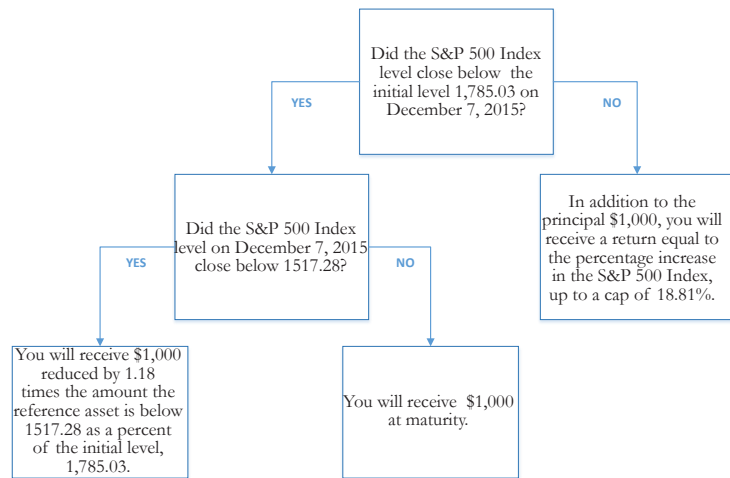 Did the S&P 500 Index
level close below the
initial level 1,785.03 on
December 7, 2015?
YES
NO
Did the S&P 500 Index
level on December 7, 2015
close below 1517.28?
In addition to the
principal $1,000, you will
receive a return equal to
the percentage increase
in the S&P 500 Index,
up to a cap of 18.81%.
YES
NO
You will receive $1,000
reduced by 1.18
times the amount the
reference asset is below
1517.28 as a percent
of the initial level,
1,785.03.
You will receive $1,000
at maturity.